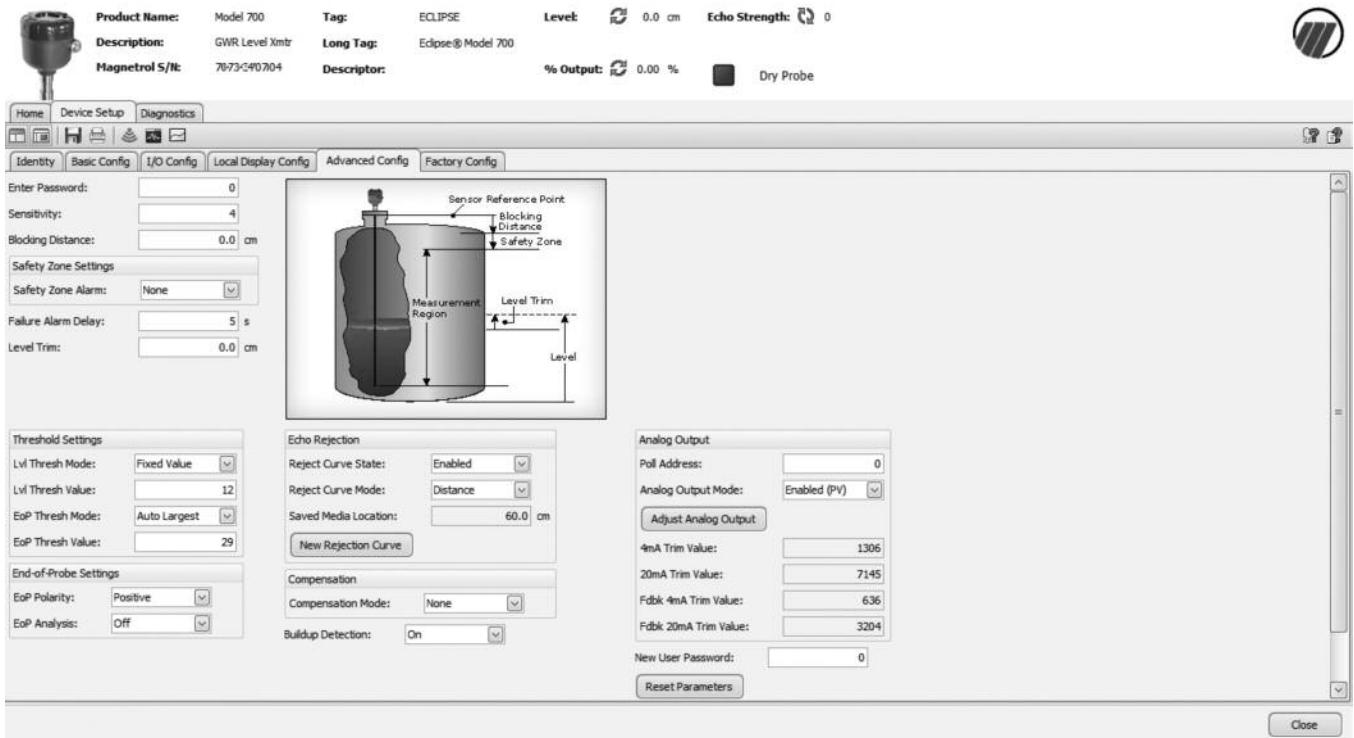 Product Name: Model 700 Tag: ECLIPSE Level: 0.0 cm Echo Strength: 0
Description: GWR Level Xmtr Long Tag: Eclipse® Model 700
Magnetrol S/N: Descriptor: % Output: 0.00 % Dry Probe
Home Device Setup Diagnostics
Identity Basic Config I/O Config Local Display Config Advanced Config Factory Config
Enter Password: 0
Sensitivity: 4
Blocking Distance: 0.0 cm
Safety Zone Settings
Safety Zone Alarm: None
Failure Alarm Delay: 5 s
Level Trim: 0.0 cm
Sensor Reference Point
Blocking
Distance
Safety Zone
Measurement
Region
Level Trim
Level
Threshold Settings
Lvl Thresh Mode: Fixed Value
Lvl Thresh Value: 12
EoP Thresh Mode: Auto Largest
EoP Thresh Value: 29
End-of-Probe Settings
EoP Polarity: Positive
EoP Analysis: Off
Echo Rejection
Reject Curve State: Enabled
Reject Curve Mode: Distance
Saved Media Location: 60.0 cm
New Rejection Curve
Compensation
Compensation Mode: None
Buildup Detection: On
Analog Output
Poll Address: 0
Analog Output Mode: Enabled (PV)
Adjust Analog Output
4mA Trim Value: 1306
20mA Trim Value: 7145
Fdbk 4mA Trim Value: 636
Fdbk 20mA Trim Value: 3204
New User Password: 0
Reset Parameters
Close